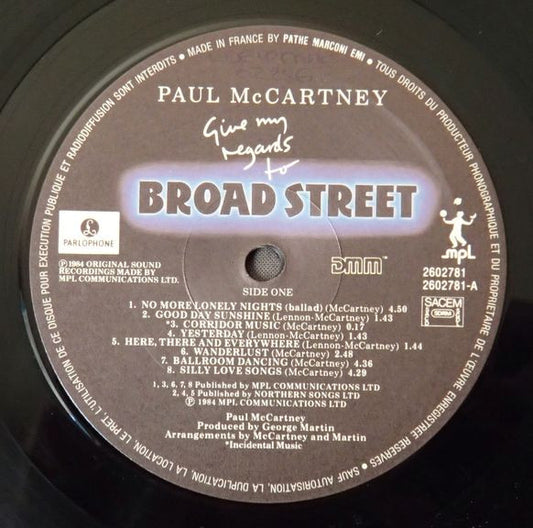 • MADE IN FRANCE BY PATHE MARCONI EMI • TOUS DROITS DU PRODUCTEUR PHONOGRAPHIQUE ET DU PROPRIETAIRE DE L'ŒUVRE ENREGISTREE RESERVES • SAUF AUTORISATION, LA DUPLICATION, LA LOCATION, LE PRET, L'UTILISATION DE CE DISQUE POUR EXECUTION PUBLIQUE ET RADIODIFFUSION SONT INTERDITS
PAUL McCARTNEY
Give my
regards
to
BROAD STREET
PARLOPHONE
mpl
℗ 1984 ORIGINAL SOUND
RECORDINGS MADE BY
MPL COMMUNICATIONS LTD.
DMM™
2602781
2602781-A
SIDE ONE
SACEM
SDRM
1. NO MORE LONELY NIGHTS (ballad) (McCartney) 4.50
2. GOOD DAY SUNSHINE (Lennon-McCartney) 1.43
*3. CORRIDOR MUSIC (McCartney) 0.17
4. YESTERDAY (Lennon-McCartney) 1.43
5. HERE, THERE AND EVERYWHERE (Lennon-McCartney) 1.44
6. WANDERLUST (McCartney) 2.48
7. BALLROOM DANCING (McCartney) 4.36
8. SILLY LOVE SONGS (McCartney) 4.29
1, 3, 6, 7, 8 Published by MPL COMMUNICATIONS LTD
2, 4, 5 Published by NORTHERN SONGS LTD
℗ 1984 MPL COMMUNICATIONS LTD
Paul McCartney
Produced by George Martin
Arrangements by McCartney and Martin
*Incidental Music